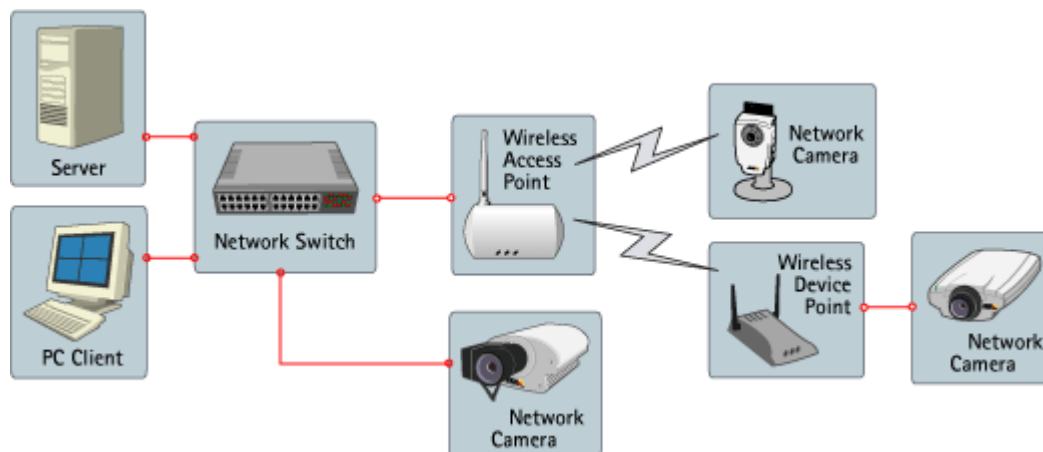 Server
PC Client
Network Switch
Wireless
Access
Point
Network
Camera
Network
Camera
Wireless
Device
Point
Network
Camera